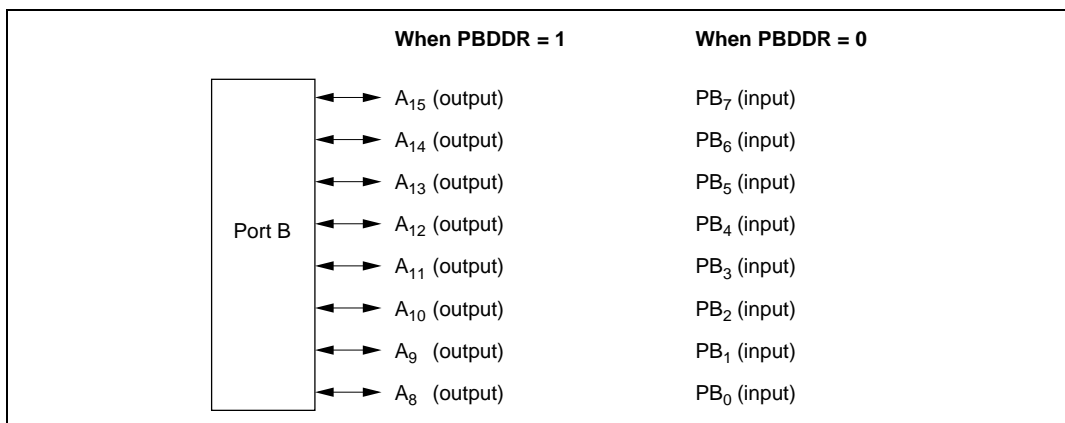 When PBDDR = 1 When PBDDR = 0
A15 (output) PB7 (input)
A14 (output) PB6 (input)
A13 (output) PB5 (input)
Port B A12 (output) PB4 (input)
A11 (output) PB3 (input)
A10 (output) PB2 (input)
A9 (output) PB1 (input)
A8 (output) PB0 (input)